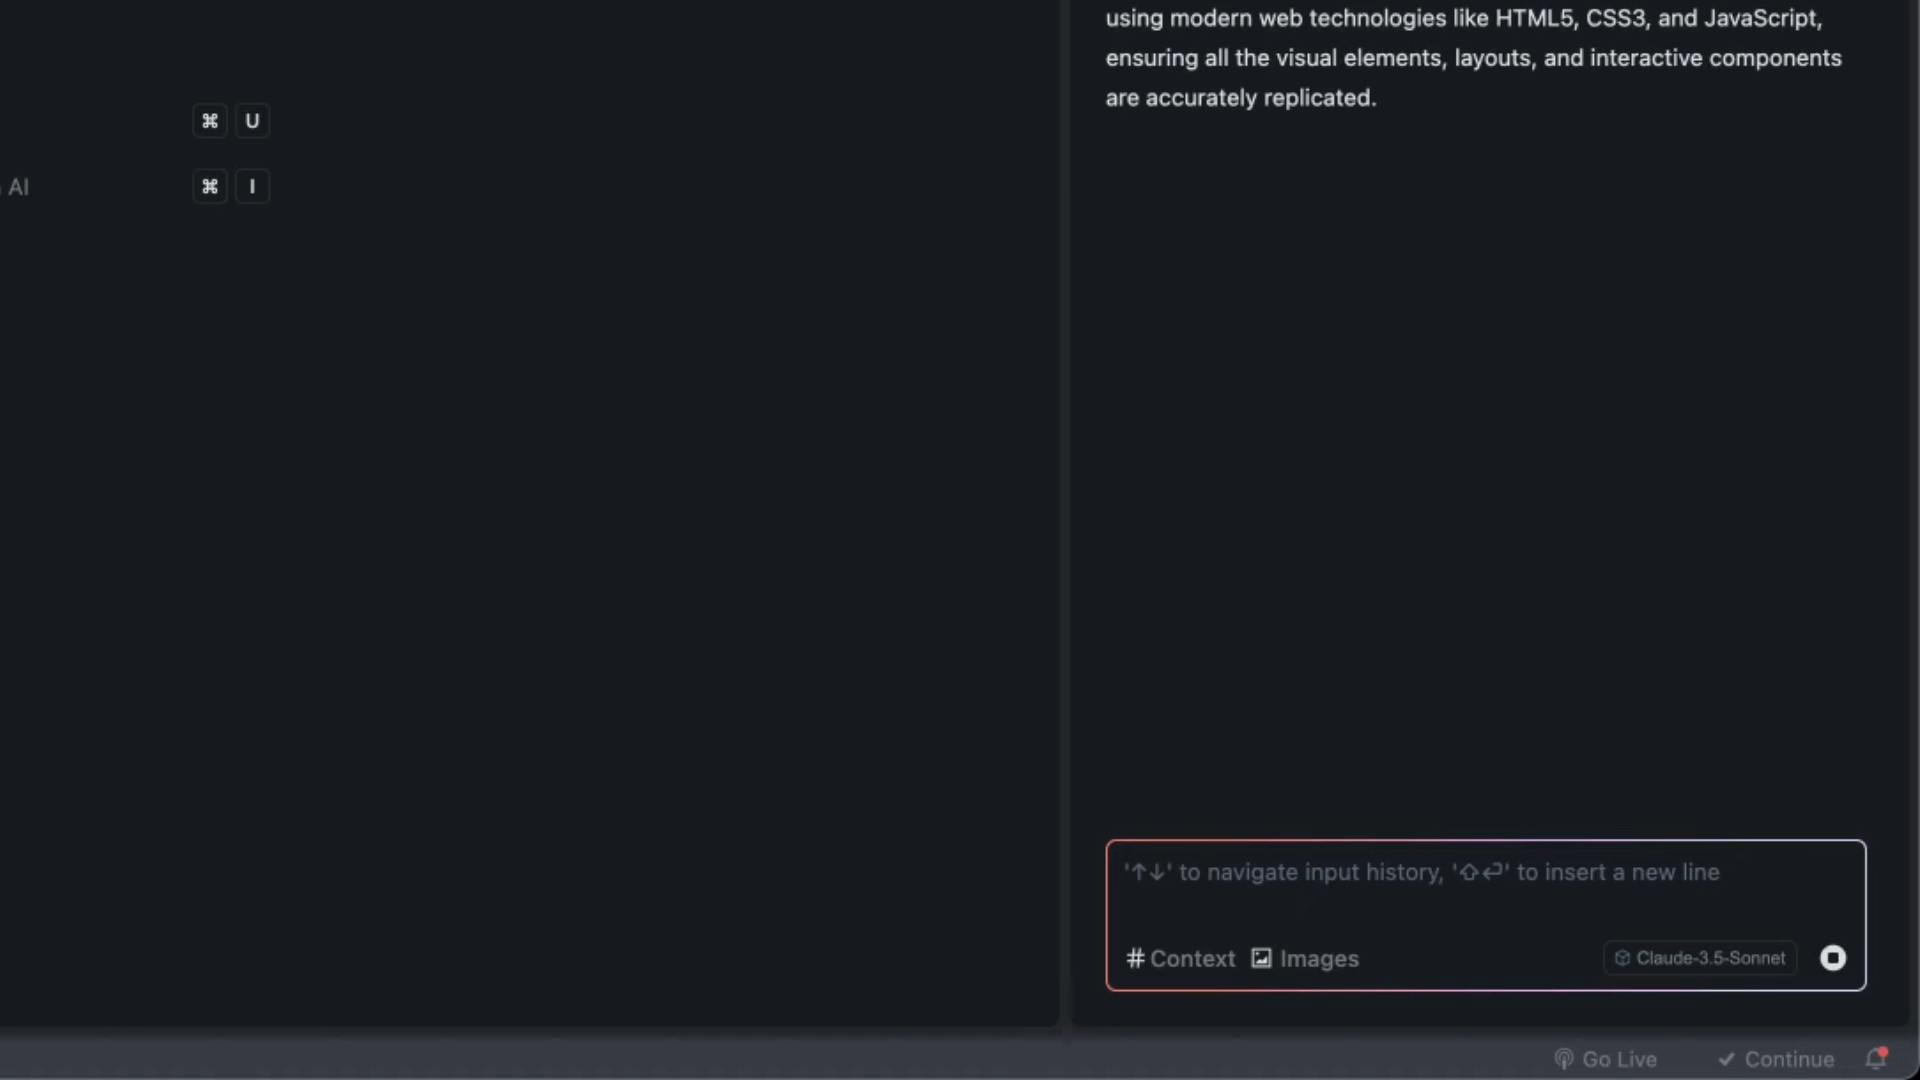 using modern web technologies like HTML5, CSS3, and JavaScript,
ensuring all the visual elements, layouts, and interactive components
are accurately replicated.
⌘ U
AI ⌘ I
'↑↓' to navigate input history, '⇧⏎' to insert a new line
# Context Images Claude-3.5-Sonnet
Go Live ✓ Continue